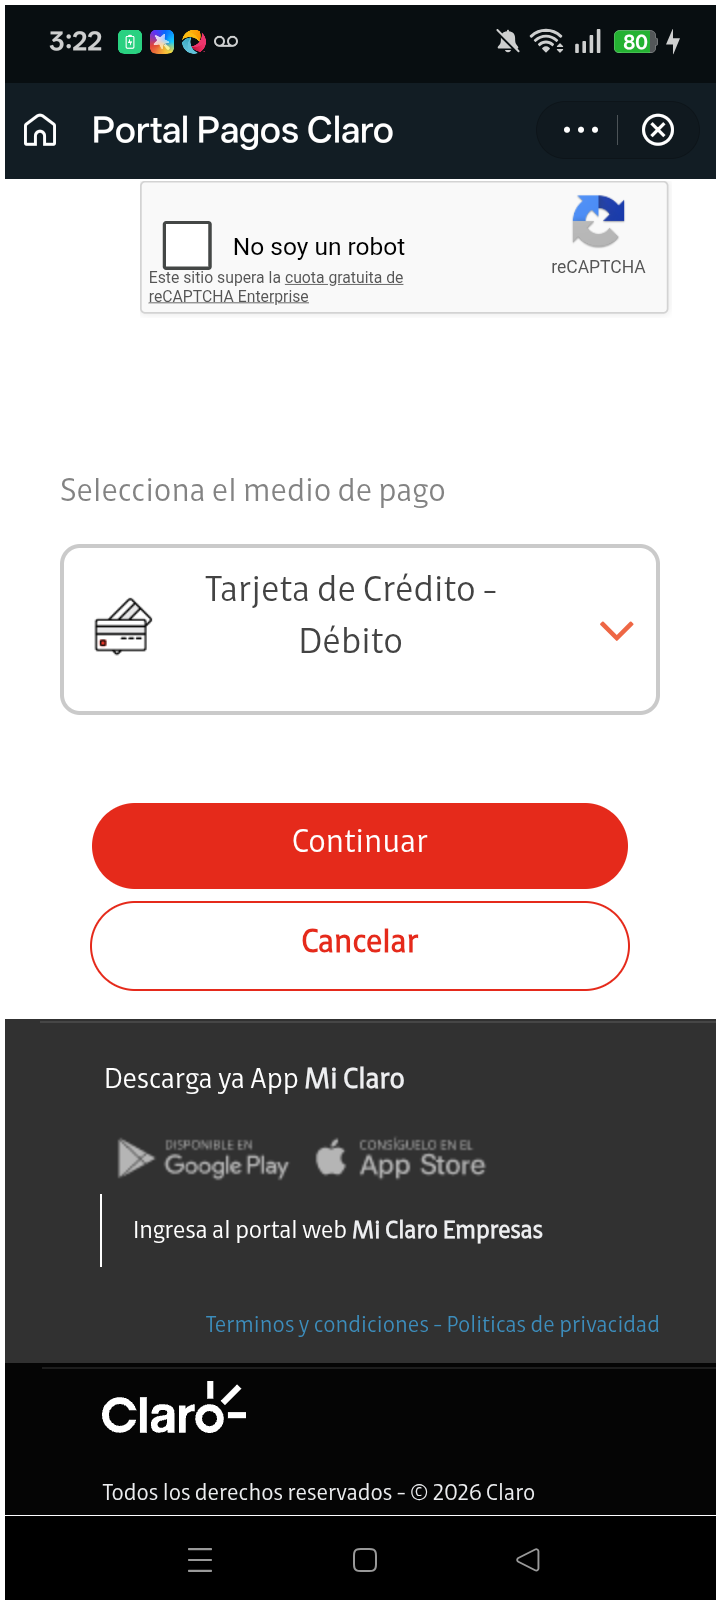 3:22
80
Portal Pagos Claro
No soy un robot
reCAPTCHA
Este sitio supera la cuota gratuita de
reCAPTCHA Enterprise
Selecciona el medio de pago
Tarjeta de Crédito -
Débito
Continuar
Cancelar
Descarga ya App Mi Claro
DISPONIBLE EN
Google Play
CONSÍGUELO EN EL
App Store
Ingresa al portal web Mi Claro Empresas
Terminos y condiciones - Politicas de privacidad
Claro
Todos los derechos reservados - © 2026 Claro